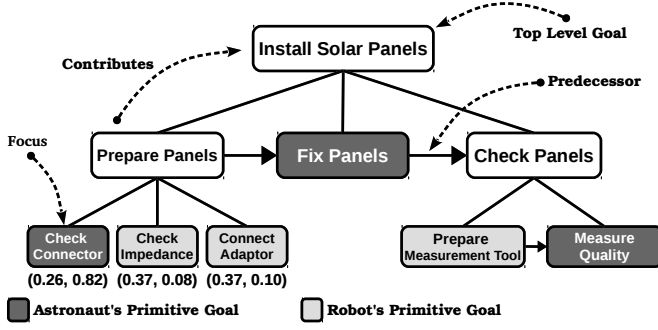 Install Solar Panels
Top Level Goal
Contributes
Predecessor
Focus
Prepare Panels
Fix Panels
Check Panels
Check
Connector
Check
Impedance
Connect
Adaptor
Prepare
Measurement Tool
Measure
Quality
(0.26, 0.82)
(0.37, 0.08)
(0.37, 0.10)
Astronaut's Primitive Goal
Robot's Primitive Goal